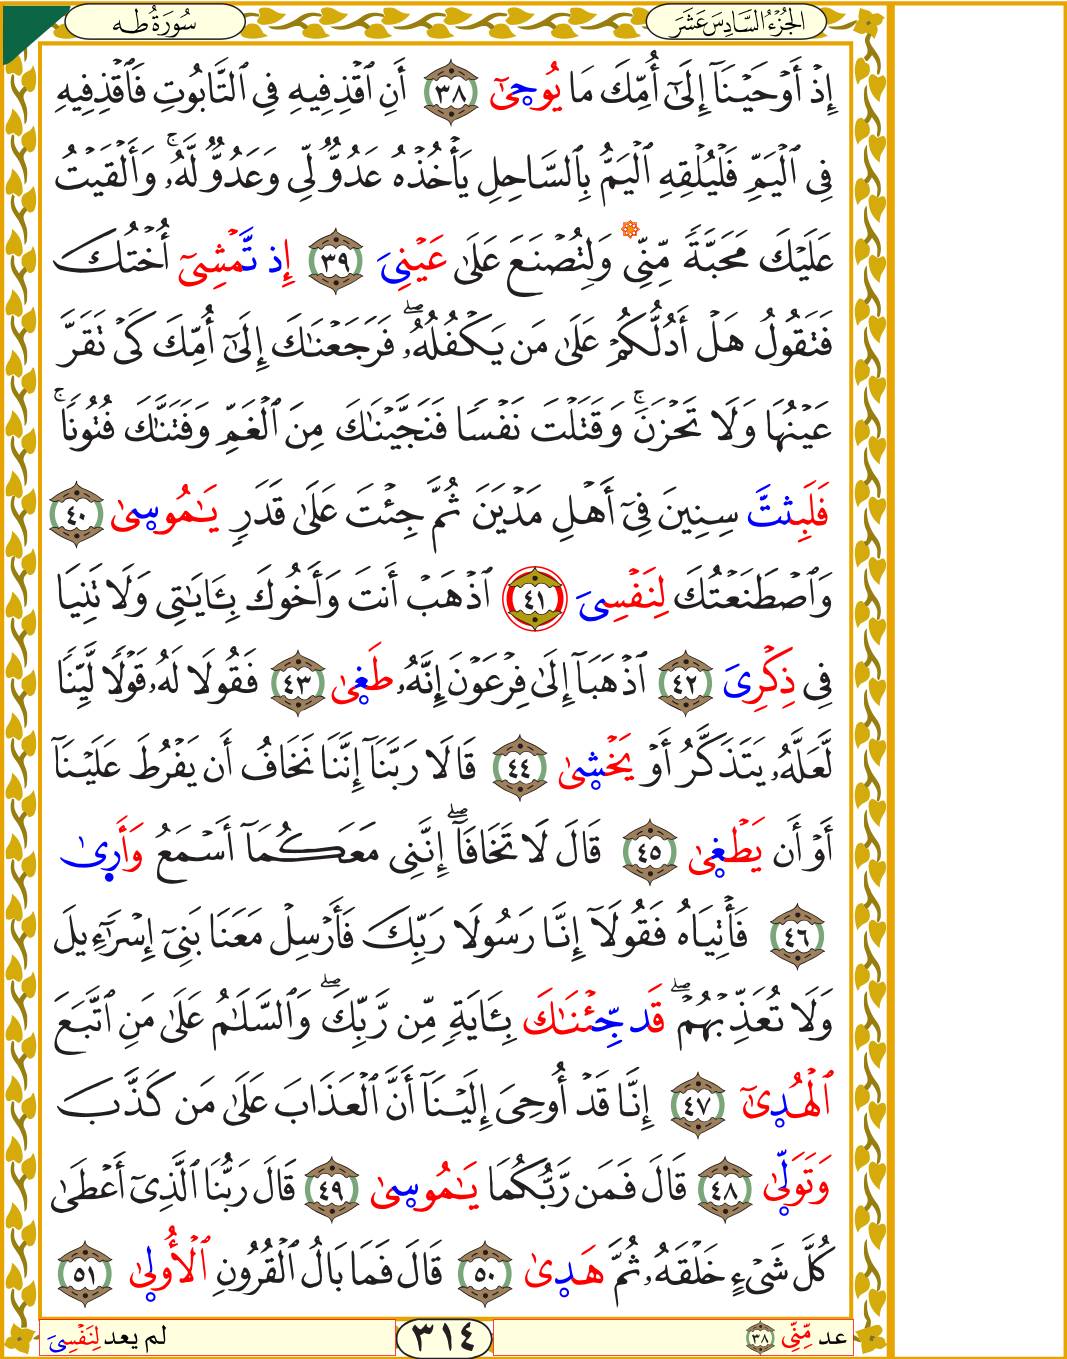 الجُزْءُ السَّادِسَ عَشَرَ
سُورَةُ طه
إِذۡ أَوۡحَيۡنَآ إِلَىٰٓ أُمِّكَ مَا يُوحَىٰٓ ٣٨ أَنِ ٱقۡذِفِيهِ فِي ٱلتَّابُوتِ فَٱقۡذِفِيهِ
فِي ٱلۡيَمِّ فَلۡيُلۡقِهِ ٱلۡيَمُّ بِٱلسَّاحِلِ يَأۡخُذۡهُ عَدُوࣱّ لِّي وَعَدُوࣱّ لَّهُۥۚ وَأَلۡقَيۡتُ
عَلَيۡكَ مَحَبَّةࣰ مِّنِّي وَلِتُصۡنَعَ عَلَىٰ عَيۡنِيَ ٣٩ إِذ تَّمۡشِيٓ أُخۡتُكَ
فَتَقُولُ هَلۡ أَدُلُّكُمۡ عَلَىٰ مَن يَكۡفُلُهُۥۖ فَرَجَعۡنَٰكَ إِلَىٰٓ أُمِّكَ كَيۡ تَقَرَّ
عَيۡنُهَا وَلَا تَحۡزَنَۚ وَقَتَلۡتَ نَفۡسࣰا فَنَجَّيۡنَٰكَ مِنَ ٱلۡغَمِّ وَفَتَنَّٰكَ فُتُونࣰاۚ
فَلَبِثتَّ سِنِينَ فِيٓ أَهۡلِ مَدۡيَنَ ثُمَّ جِئۡتَ عَلَىٰ قَدَرࣲ يَٰمُوسَىٰ ٤٠
وَٱصۡطَنَعۡتُكَ لِنَفۡسِيَ ٤١ ٱذۡهَبۡ أَنتَ وَأَخُوكَ بِـَٔايَٰتِي وَلَا تَنِيَا
فِي ذِكۡرِيَ ٤٢ ٱذۡهَبَآ إِلَىٰ فِرۡعَوۡنَ إِنَّهُۥ طَغَىٰ ٤٣ فَقُولَا لَهُۥ قَوۡلࣰا لَّيِّنࣰا
لَّعَلَّهُۥ يَتَذَكَّرُ أَوۡ يَخۡشَىٰ ٤٤ قَالَا رَبَّنَآ إِنَّنَا نَخَافُ أَن يَفۡرُطَ عَلَيۡنَآ
أَوۡ أَن يَطۡغَىٰ ٤٥ قَالَ لَا تَخَافَآۖ إِنَّنِي مَعَكُمَآ أَسۡمَعُ وَأَرَىٰ
٤٦ فَأۡتِيَاهُ فَقُولَآ إِنَّا رَسُولَا رَبِّكَ فَأَرۡسِلۡ مَعَنَا بَنِيٓ إِسۡرَٰٓءِيلَ
وَلَا تُعَذِّبۡهُمۡۖ قَد جِّئۡنَٰكَ بِـَٔايَةࣲ مِّن رَّبِّكَۖ وَٱلسَّلَٰمُ عَلَىٰ مَنِ ٱتَّبَعَ
ٱلۡهُدَىٰٓ ٤٧ إِنَّا قَدۡ أُوحِيَ إِلَيۡنَآ أَنَّ ٱلۡعَذَابَ عَلَىٰ مَن كَذَّبَ
وَتَوَلَّىٰ ٤٨ قَالَ فَمَن رَّبُّكُمَا يَٰمُوسَىٰ ٤٩ قَالَ رَبُّنَا ٱلَّذِيٓ أَعۡطَىٰ
كُلَّ شَيۡءٍ خَلۡقَهُۥ ثُمَّ هَدَىٰ ٥٠ قَالَ فَمَا بَالُ ٱلۡقُرُونِ ٱلۡأُولَىٰ ٥١
عد مِّنِّي ٣٨
٣١٤
لم يعد لِنَفۡسِيَ